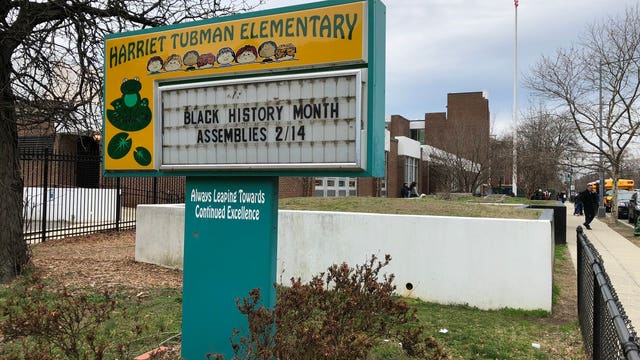 HARRIET TUBMAN ELEMENTARY
BLACK HISTORY MONTH
ASSEMBLIES 2/14
Always Leaping Towards
Continued Excellence